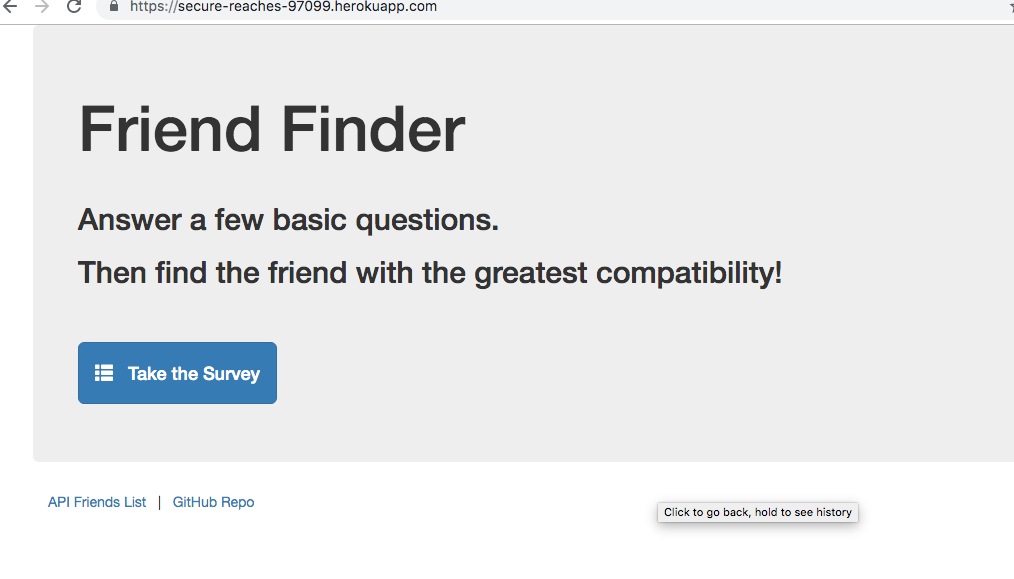 https://secure-reaches-97099.herokuapp.com
Friend Finder
Answer a few basic questions.
Then find the friend with the greatest compatibility!
Take the Survey
API Friends List | GitHub Repo
Click to go back, hold to see history